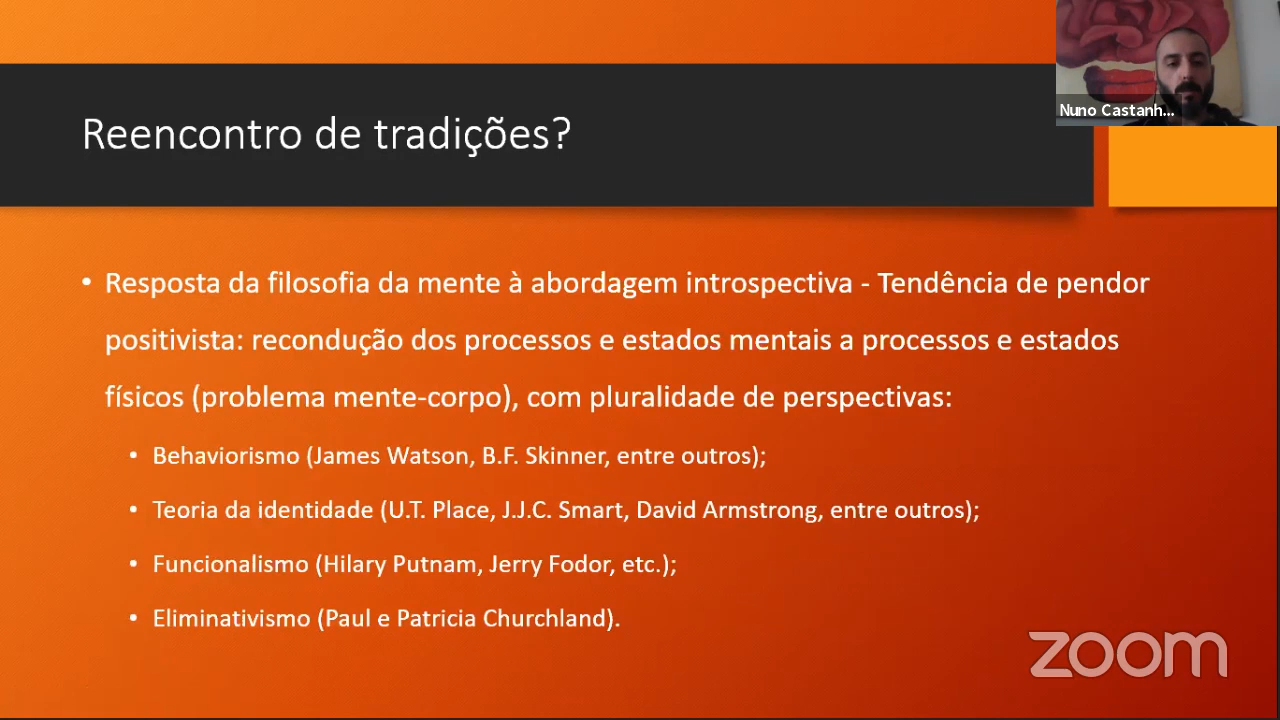 Nuno Castanh...
Reencontro de tradições?
• Resposta da filosofia da mente à abordagem introspectiva - Tendência de pendor
positivista: recondução dos processos e estados mentais a processos e estados
físicos (problema mente-corpo), com pluralidade de perspectivas:
• Behaviorismo (James Watson, B.F. Skinner, entre outros);
• Teoria da identidade (U.T. Place, J.J.C. Smart, David Armstrong, entre outros);
• Funcionalismo (Hilary Putnam, Jerry Fodor, etc.);
• Eliminativismo (Paul e Patricia Churchland).
zoom